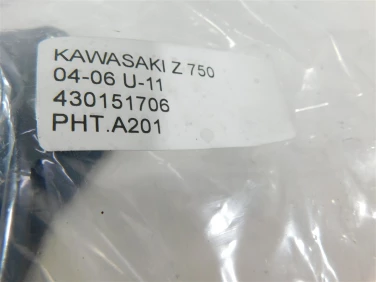 KAWASAKI Z 750
04-06 U-11
430151706
PHT.A201